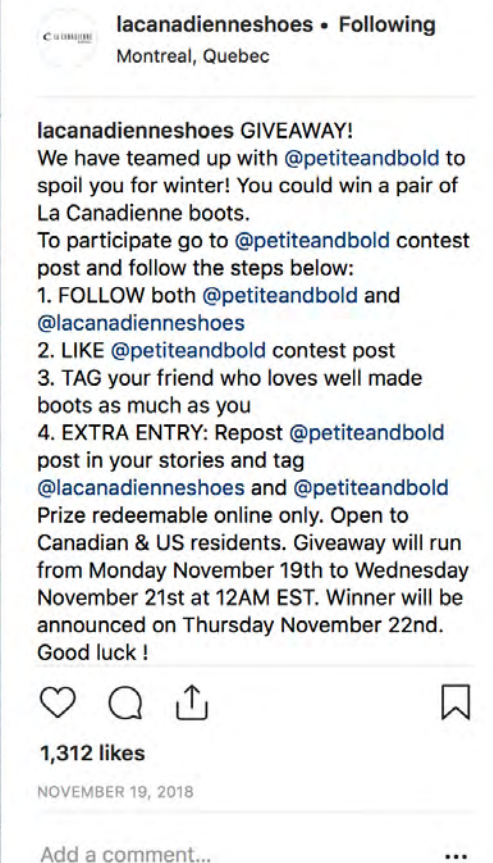 lacanadienneshoes • Following
Montreal, Quebec
C LA CANADIENNE
lacanadienneshoes GIVEAWAY!
We have teamed up with @petiteandbold to
spoil you for winter! You could win a pair of
La Canadienne boots.
To participate go to @petiteandbold contest
post and follow the steps below:
1. FOLLOW both @petiteandbold and
@lacanadienneshoes
2. LIKE @petiteandbold contest post
3. TAG your friend who loves well made
boots as much as you
4. EXTRA ENTRY: Repost @petiteandbold
post in your stories and tag
@lacanadienneshoes and @petiteandbold
Prize redeemable online only. Open to
Canadian & US residents. Giveaway will run
from Monday November 19th to Wednesday
November 21st at 12AM EST. Winner will be
announced on Thursday November 22nd.
Good luck !
1,312 likes
NOVEMBER 19, 2018
Add a comment...